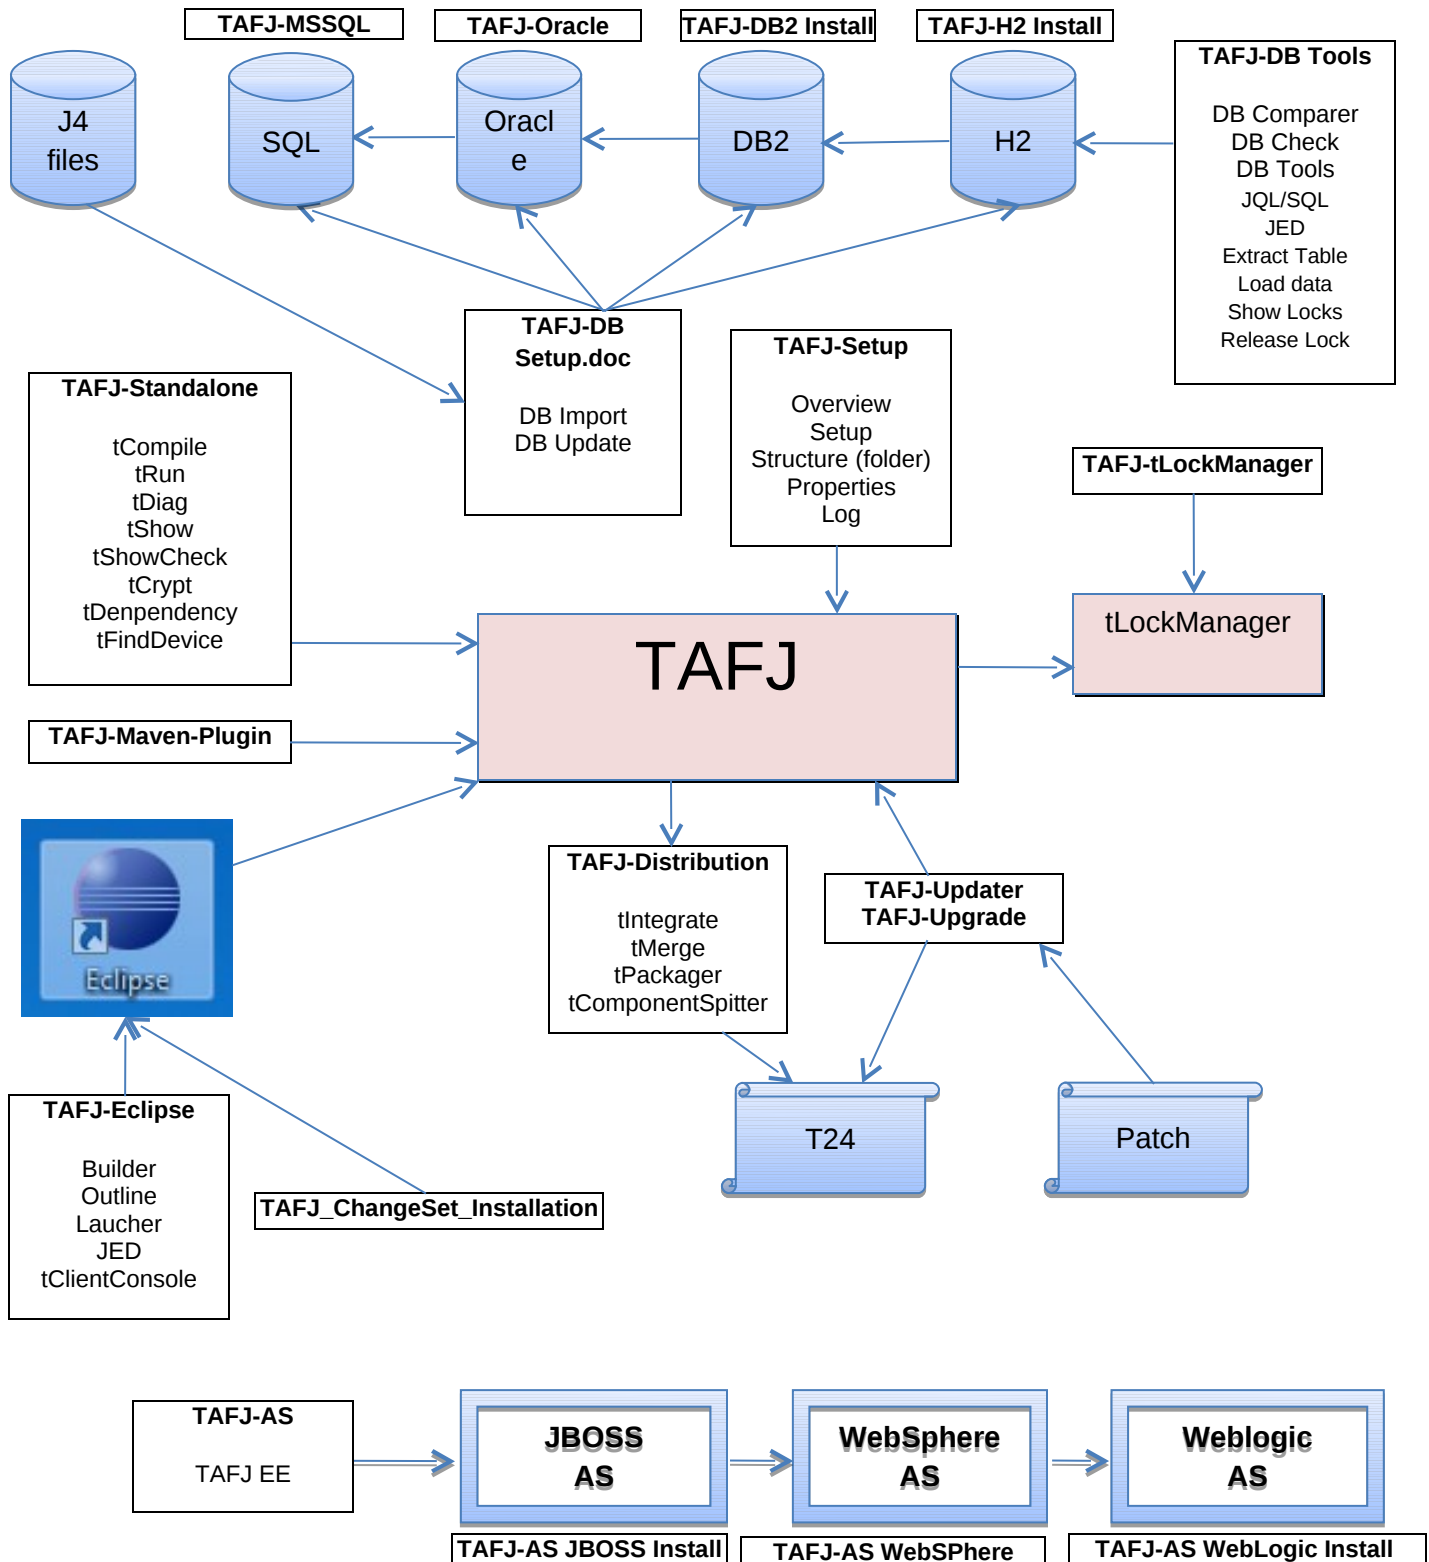 TAFJ-MSSQL
TAFJ-Oracle
TAFJ-DB2 Install
TAFJ-H2 Install
J4
files
SQL
Oracl
e
DB2
H2
TAFJ-DB Tools
DB Comparer
DB Check
DB Tools
JQL/SQL
JED
Extract Table
Load data
Show Locks
Release Lock
TAFJ-DB
Setup.doc
DB Import
DB Update
TAFJ-Setup
Overview
Setup
Structure (folder)
Properties
Log
TAFJ-Standalone
tCompile
tRun
tDiag
tShow
tShowCheck
tCrypt
tDenpendency
tFindDevice
TAFJ-tLockManager
tLockManager
TAFJ
TAFJ-Maven-Plugin
Eclipse
TAFJ-Distribution
tIntegrate
tMerge
tPackager
tComponentSpitter
TAFJ-Updater
TAFJ-Upgrade
T24
Patch
TAFJ-Eclipse
Builder
Outline
Laucher
JED
tClientConsole
TAFJ_ChangeSet_Installation
TAFJ-AS
TAFJ EE
JBOSS
AS
WebSphere
AS
Weblogic
AS
TAFJ-AS JBOSS Install
TAFJ-AS WebSPhere
TAFJ-AS WebLogic Install